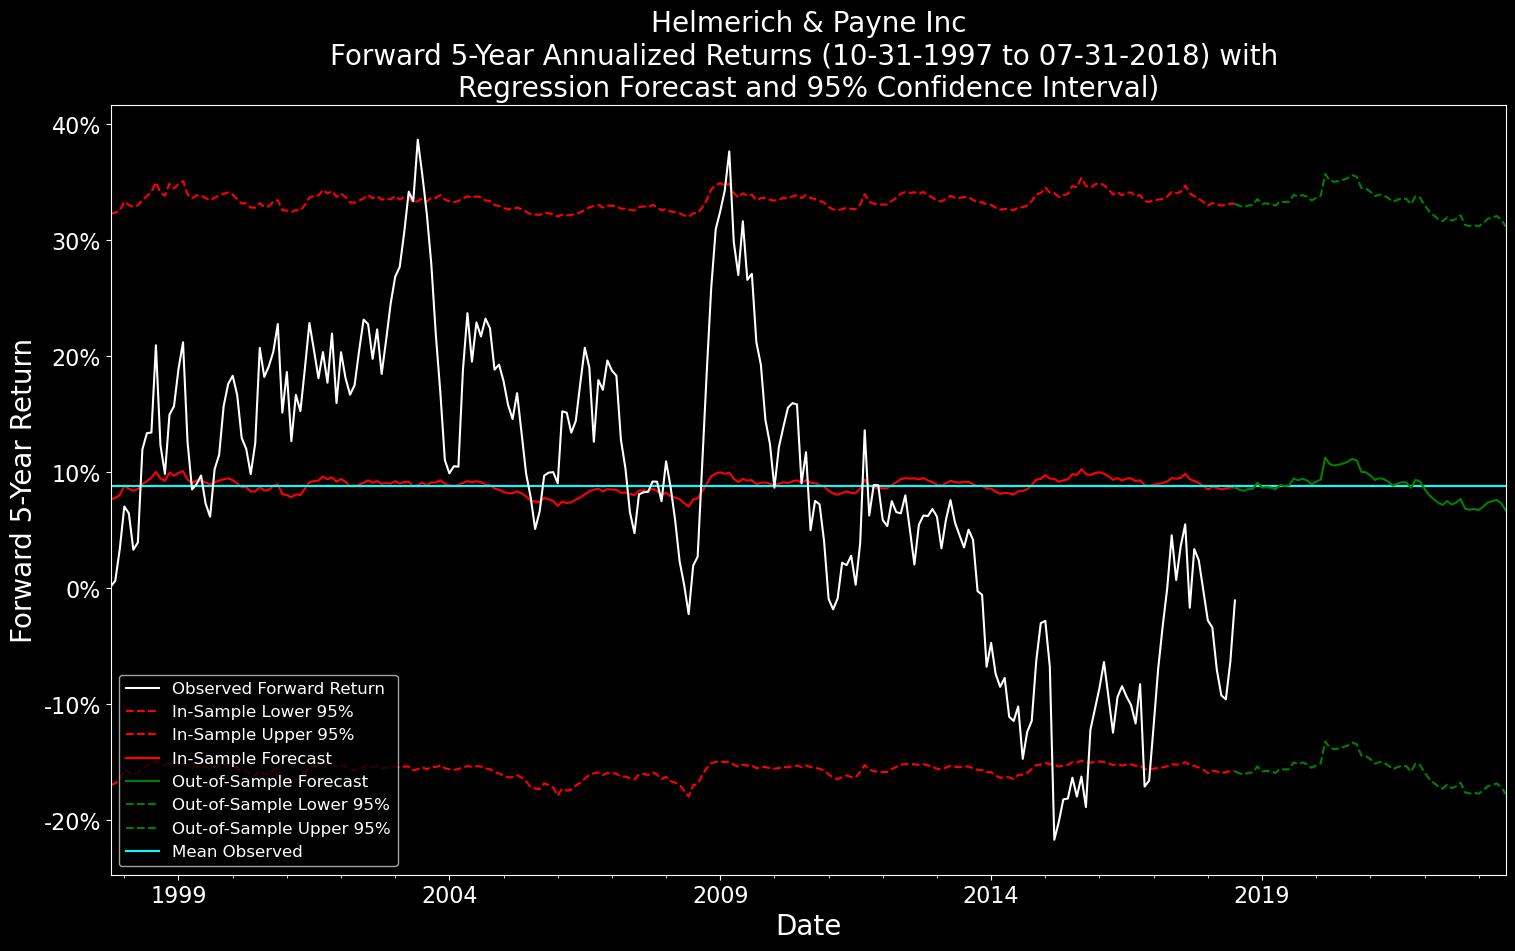 Helmerich & Payne Inc
Forward 5-Year Annualized Returns (10-31-1997 to 07-31-2018) with
Regression Forecast and 95% Confidence Interval)
Forward 5-Year Return
40%
30%
20%
10%
0%
-10%
-20%
Observed Forward Return
In-Sample Lower 95%
In-Sample Upper 95%
In-Sample Forecast
Out-of-Sample Forecast
Out-of-Sample Lower 95%
Out-of-Sample Upper 95%
Mean Observed
1999 2004 2009 2014 2019
Date